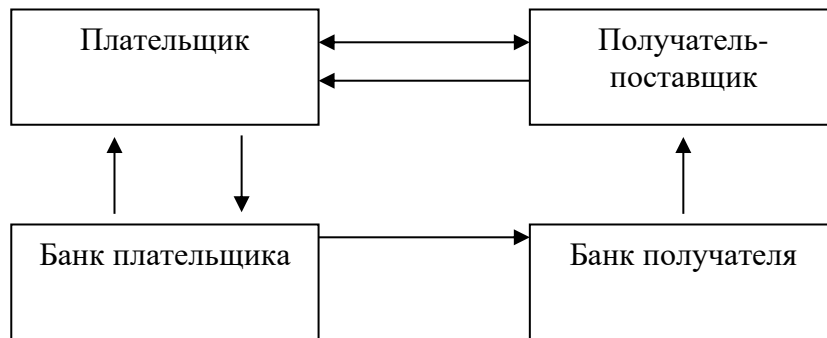 Плательщик
Получатель-
поставщик
Банк плательщика
Банк получателя